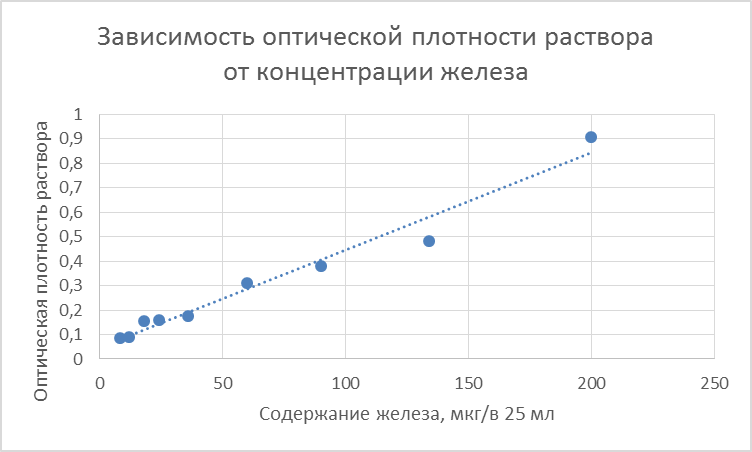 Зависимость оптической плотности раствора
от концентрации железа
Оптическая плотность раствора
1
0,9
0,8
0,7
0,6
0,5
0,4
0,3
0,2
0,1
0
0 50 100 150 200 250
Содержание железа, мкг/в 25 мл